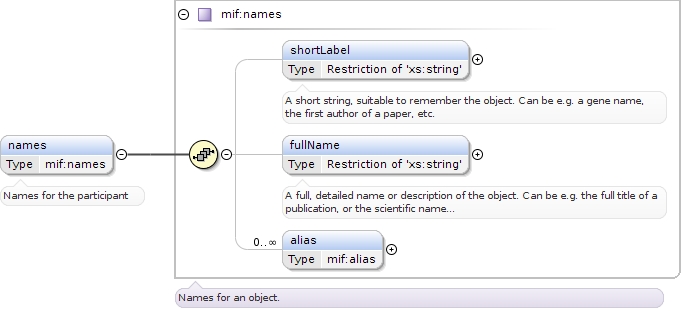 mif:names
shortLabel
Type Restriction of 'xs:string'
A short string, suitable to remember the object. Can be e.g. a gene name,
the first author of a paper, etc.
names
Type mif:names
Names for the participant
fullName
Type Restriction of 'xs:string'
A full, detailed name or description of the object. Can be e.g. the full title of a
publication, or the scientific name...
0..∞
alias
Type mif:alias
Names for an object.